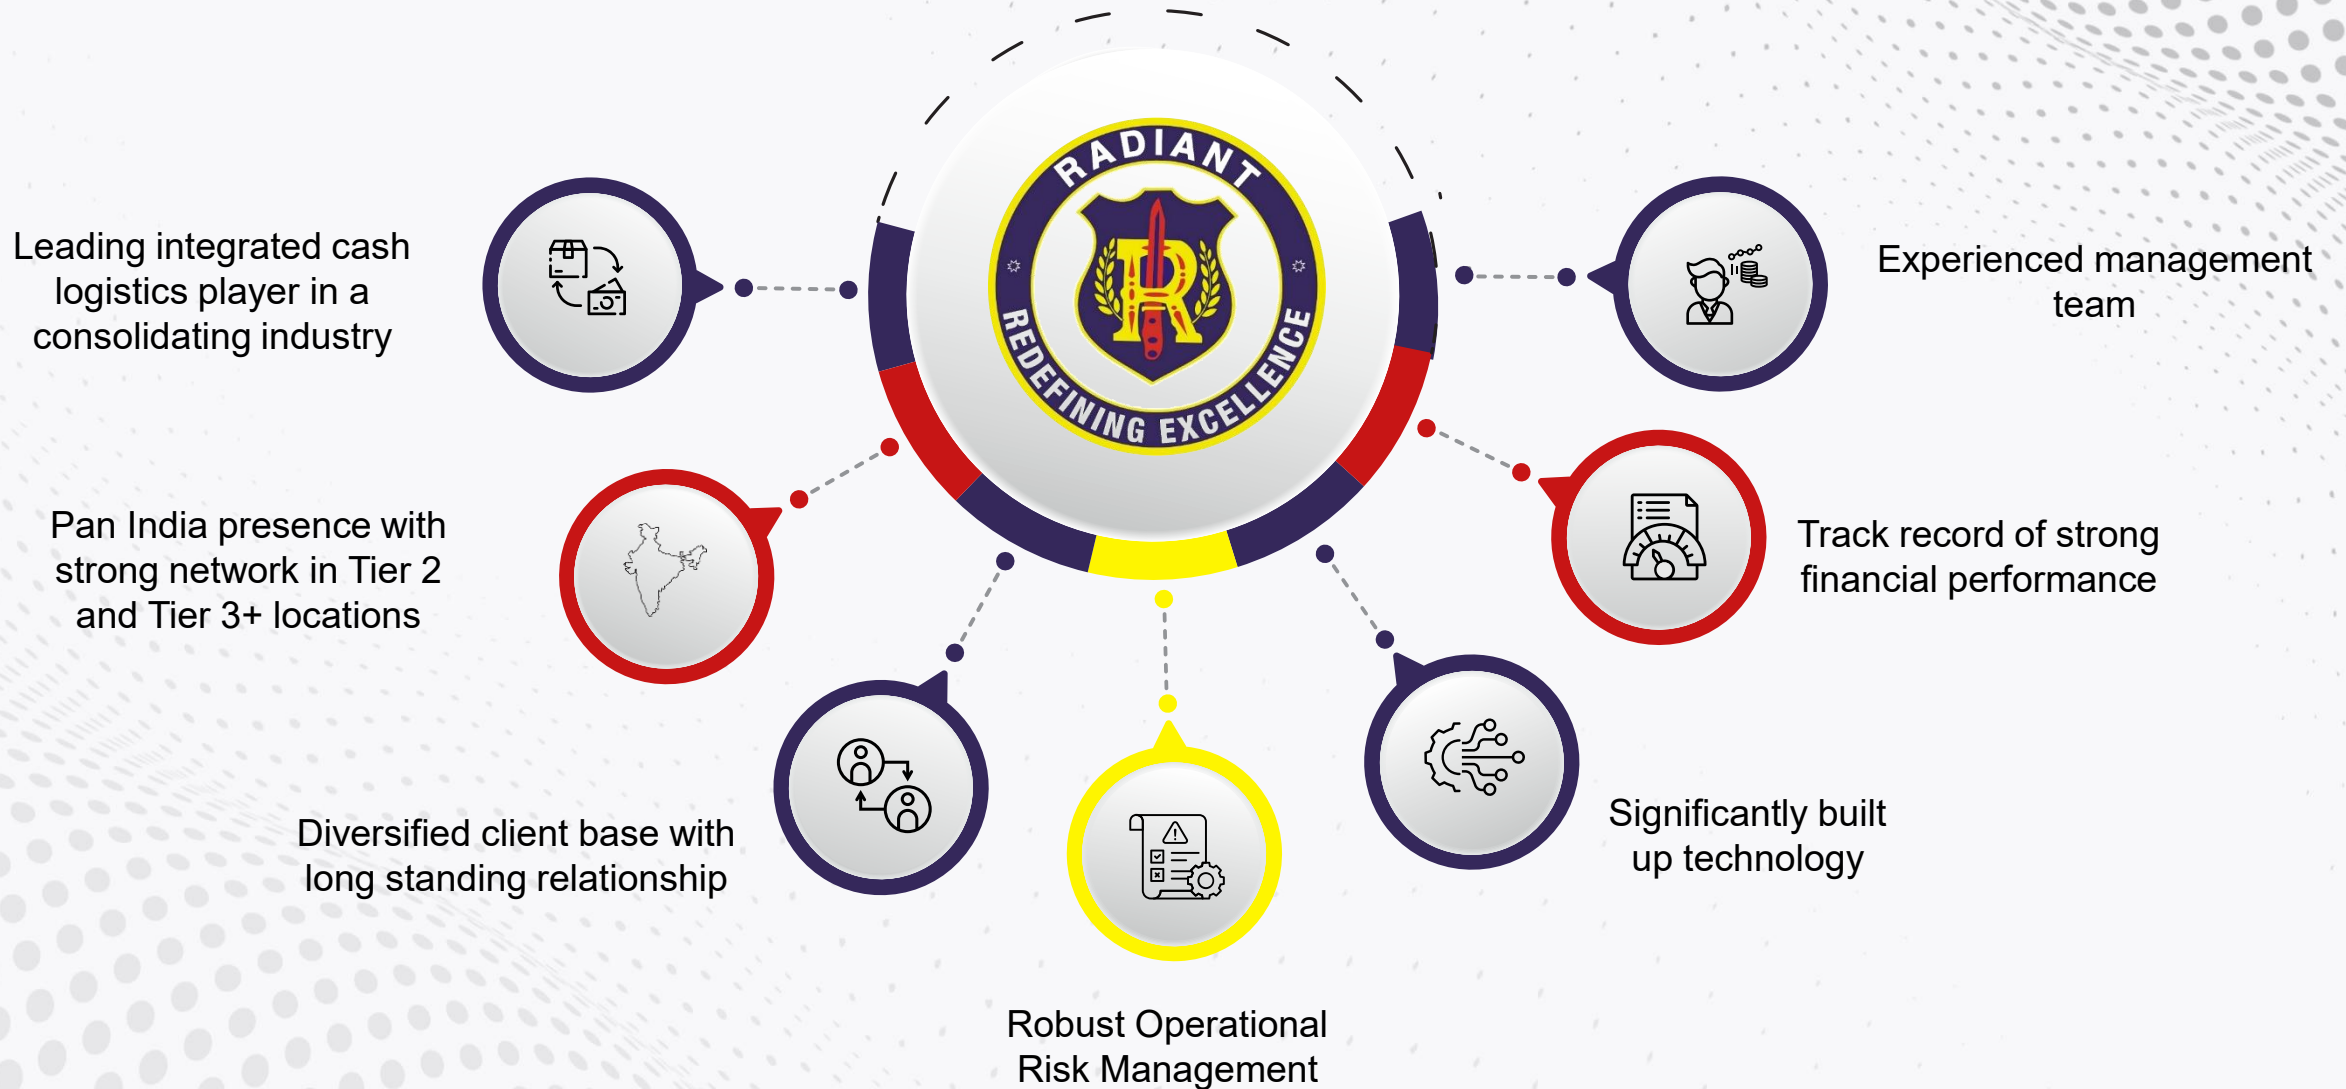 RADIANT
REDEFINING EXCELLENCE
R
Leading integrated cash
logistics player in a
consolidating industry
Pan India presence with
strong network in Tier 2
and Tier 3+ locations
Diversified client base with
long standing relationship
Robust Operational
Risk Management
Significantly built
up technology
Track record of strong
financial performance
Experienced management
team